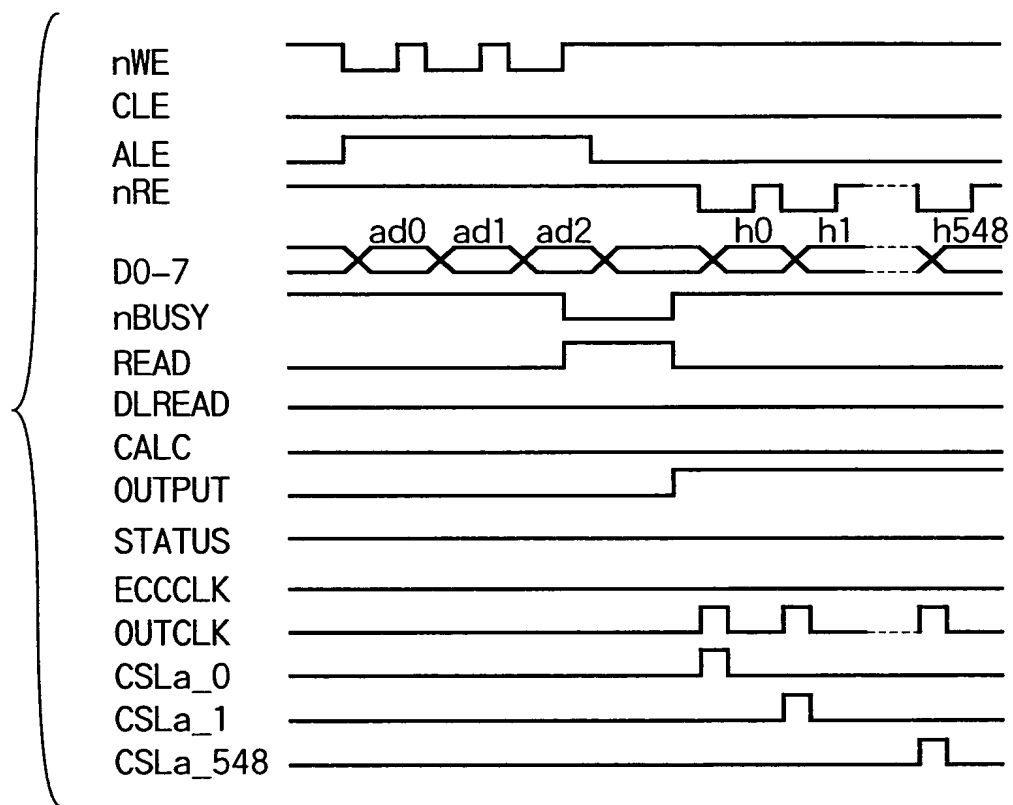 nWE
CLE
ALE
nRE
ad0 ad1 ad2 h0 h1 h548
D0-7
nBUSY
READ
DLREAD
CALC
OUTPUT
STATUS
ECCCLK
OUTCLK
CSLa_0
CSLa_1
CSLa_548